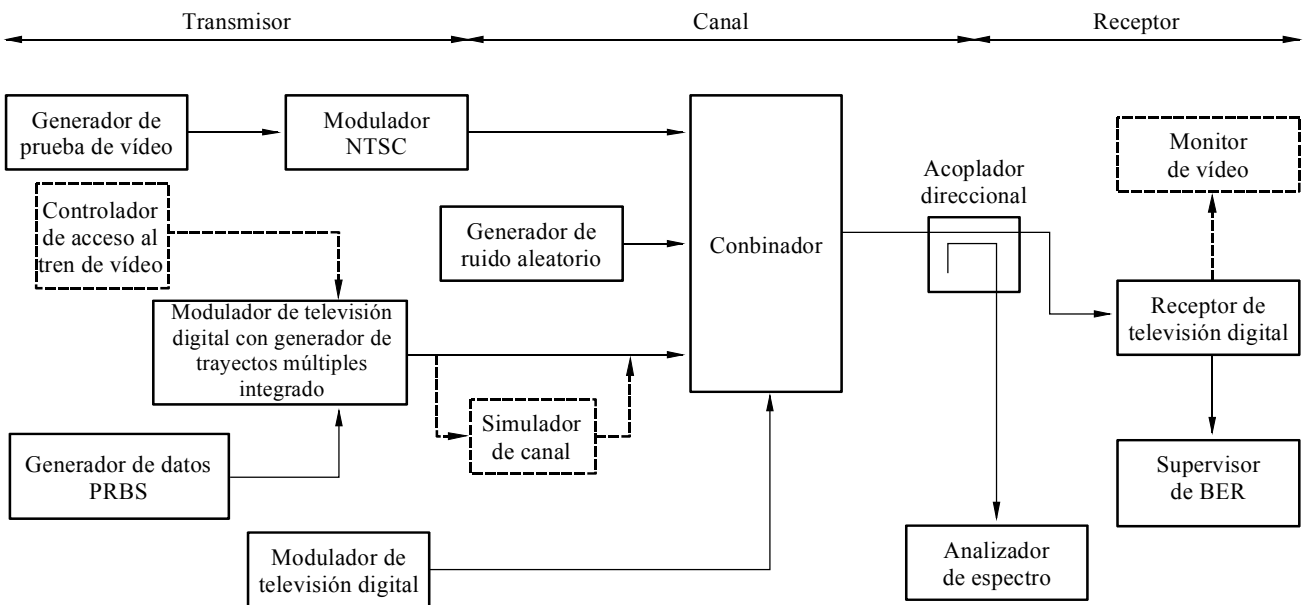 Transmisor
Canal
Receptor
Generador de
prueba de vídeo
Modulador
NTSC
Monitor
de vídeo
Controlador
de acceso al
tren de vídeo
Generador de
ruido aleatorio
Conbinador
Acoplador
direccional
Modulador de televisión
digital con generador de
trayectos múltiples
integrado
Receptor de
televisión digital
Simulador
de canal
Generador de datos
PRBS
Supervisor
de BER
Modulador de
televisión digital
Analizador
de espectro